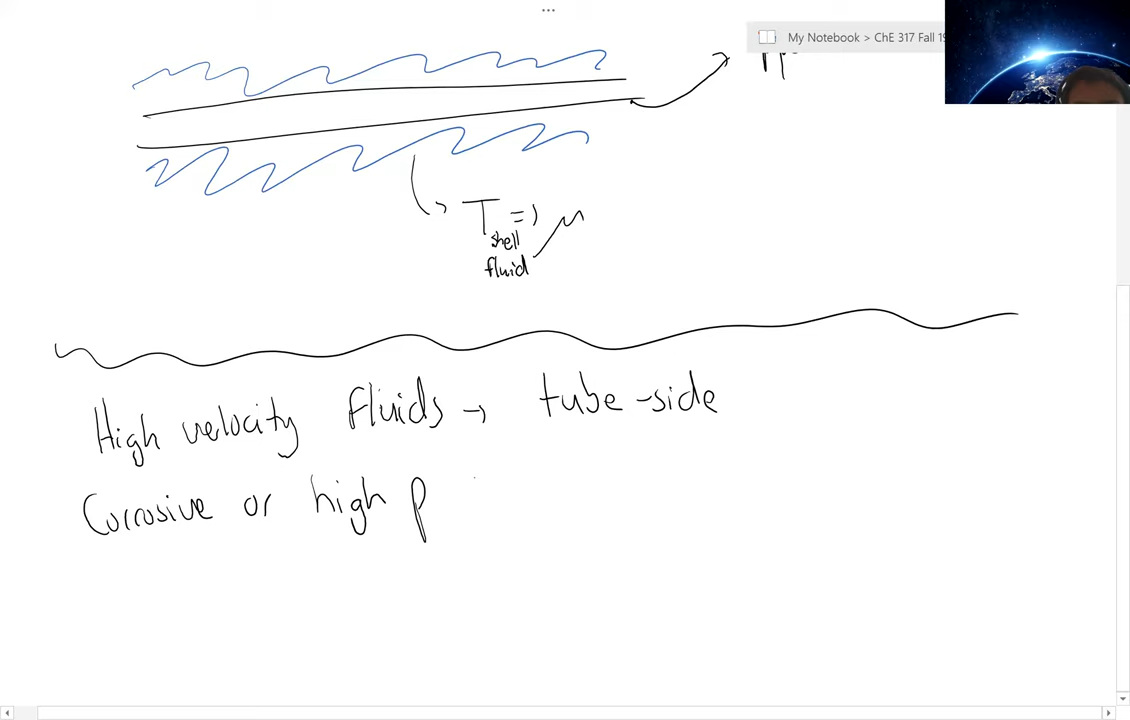 My Notebook > ChE 317 Fall 19
T => μ
shell
fluid
High velocity fluids → tube-side
Corrosive or high p